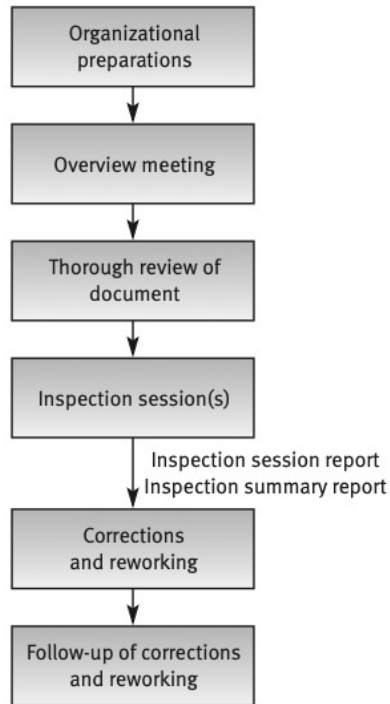 Organizational
preparations
Overview meeting
Thorough review of
document
Inspection session(s)
Inspection session report
Inspection summary report
Corrections
and reworking
Follow-up of corrections
and reworking